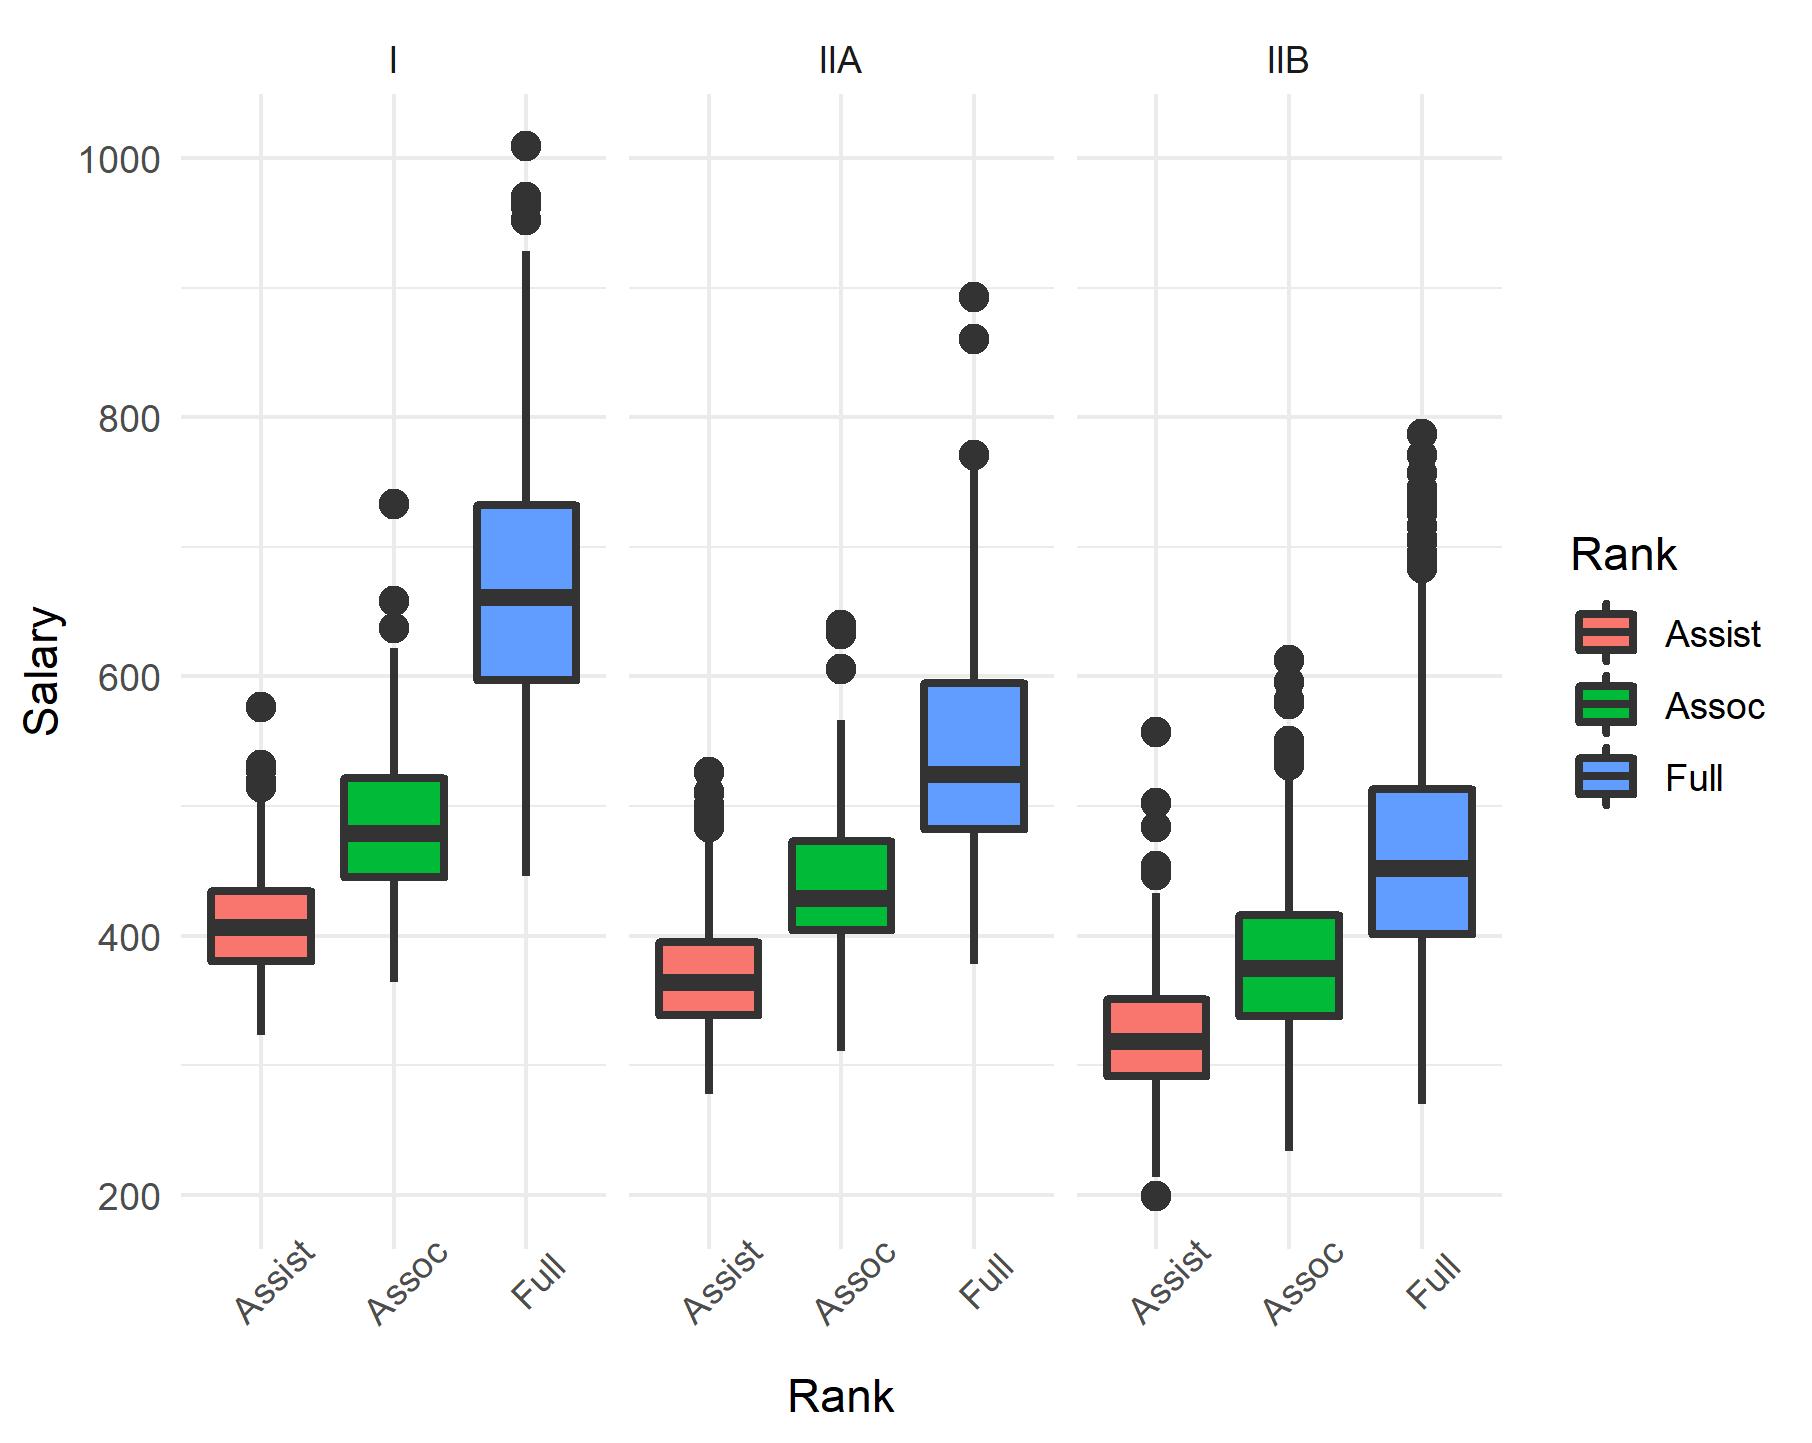 I
IIA
IIB
1000
800
600
400
200
Salary
Assist
Assoc
Full
Assist
Assoc
Full
Assist
Assoc
Full
Rank
Rank
Assist
Assoc
Full